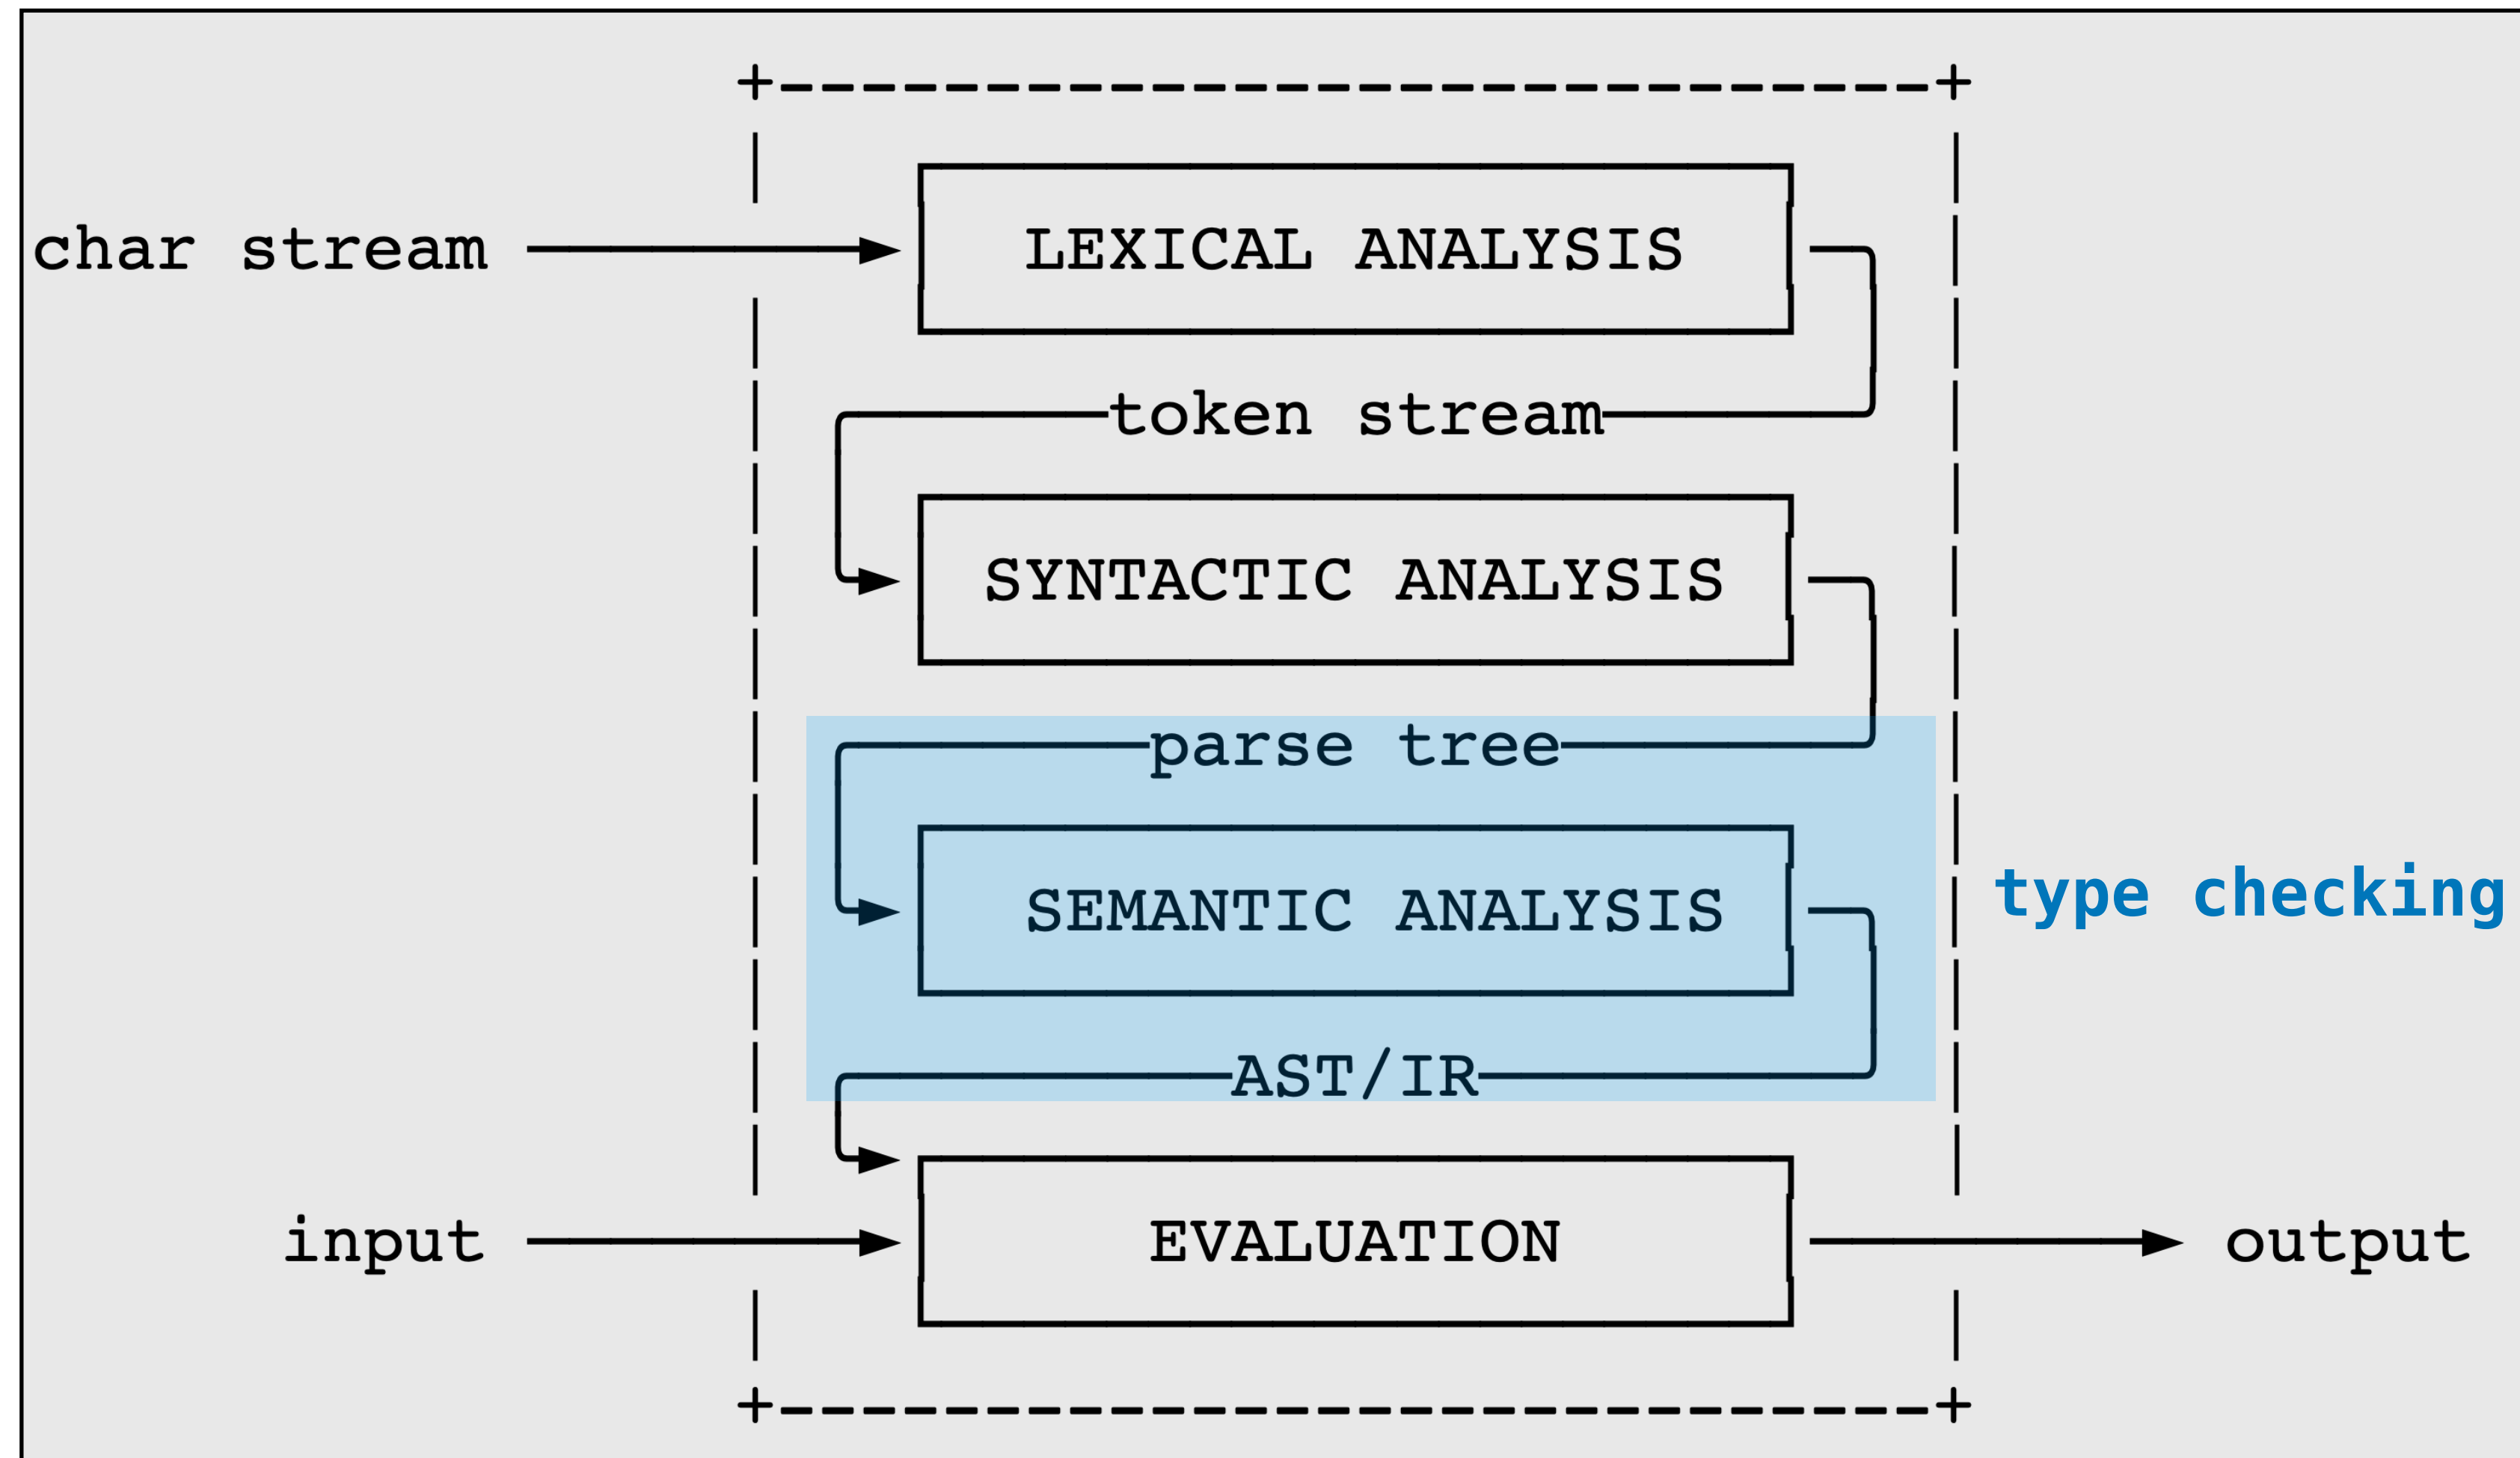 char stream
LEXICAL ANALYSIS
token stream
SYNTACTIC ANALYSIS
parse tree
SEMANTIC ANALYSIS
type checking
AST/IR
input
EVALUATION
output